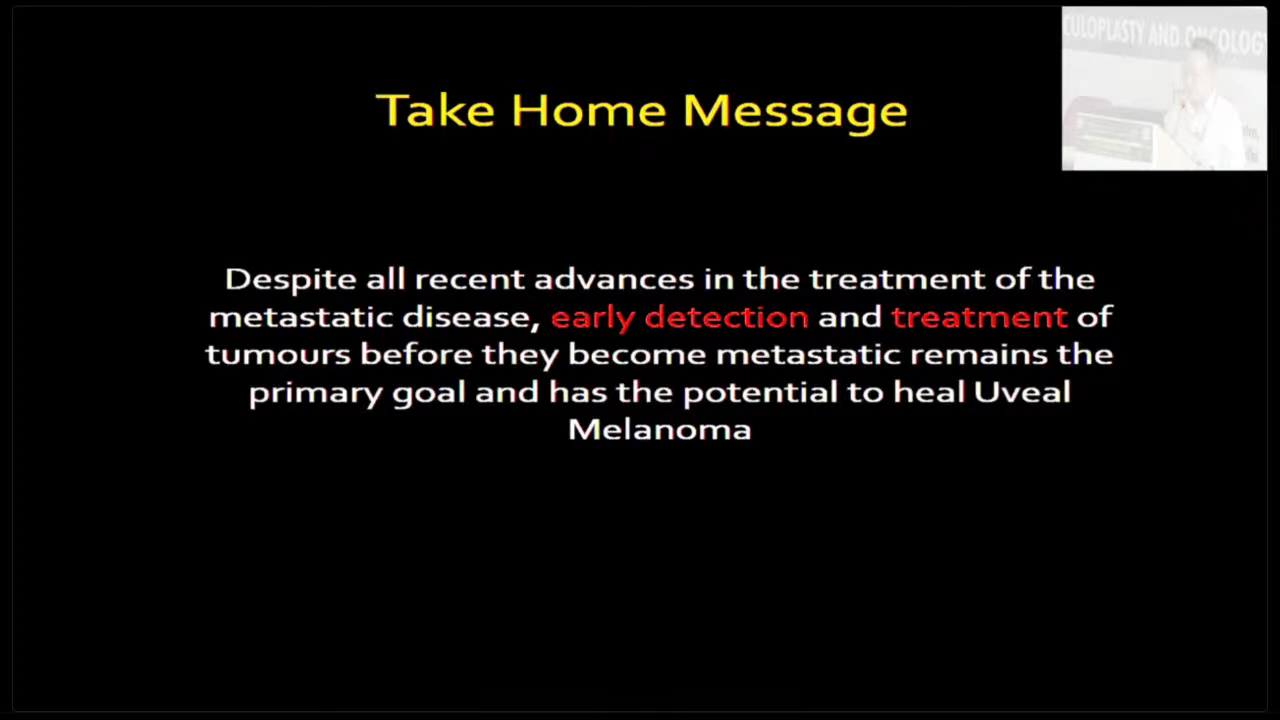 CULOPLASTY AND ONCOLOGY
Take Home Message
Despite all recent advances in the treatment of the
metastatic disease, early detection and treatment of
tumours before they become metastatic remains the
primary goal and has the potential to heal Uveal
Melanoma